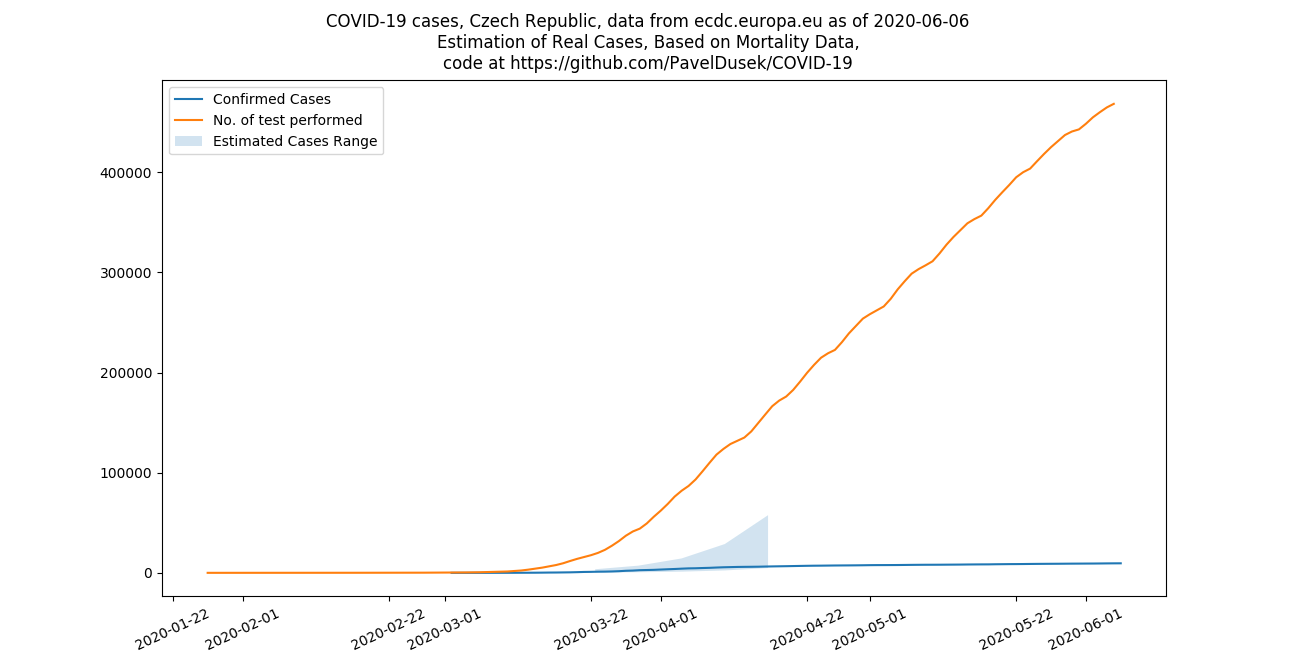 COVID-19 cases, Czech Republic, data from ecdc.europa.eu as of 2020-06-06
Estimation of Real Cases, Based on Mortality Data,
code at https://github.com/PavelDusek/COVID-19
Confirmed Cases
No. of test performed
Estimated Cases Range
400000
300000
200000
100000
0
2020-01-22
2020-02-01
2020-02-22
2020-03-01
2020-03-22
2020-04-01
2020-04-22
2020-05-01
2020-05-22
2020-06-01